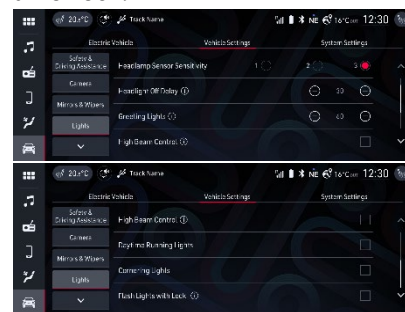 20.5°C Track Name NE 16°C 12:30
Electric Vehicle Vehicle Settings System Settings
Safety &
Driving Assistance
Headlamp Sensor Sensitivity 1 2 3
Camera
Headlight Off Delay 30
Mirrors & Wipers
Greeting Lights 60
Lights
High Beam Control
20.5°C Track Name NE 16°C 12:30
Electric Vehicle Vehicle Settings System Settings
Safety &
Driving Assistance
High Beam Control
Camera
Daytime Running Lights
Mirrors & Wipers
Cornering Lights
Lights
Flash Lights with Lock